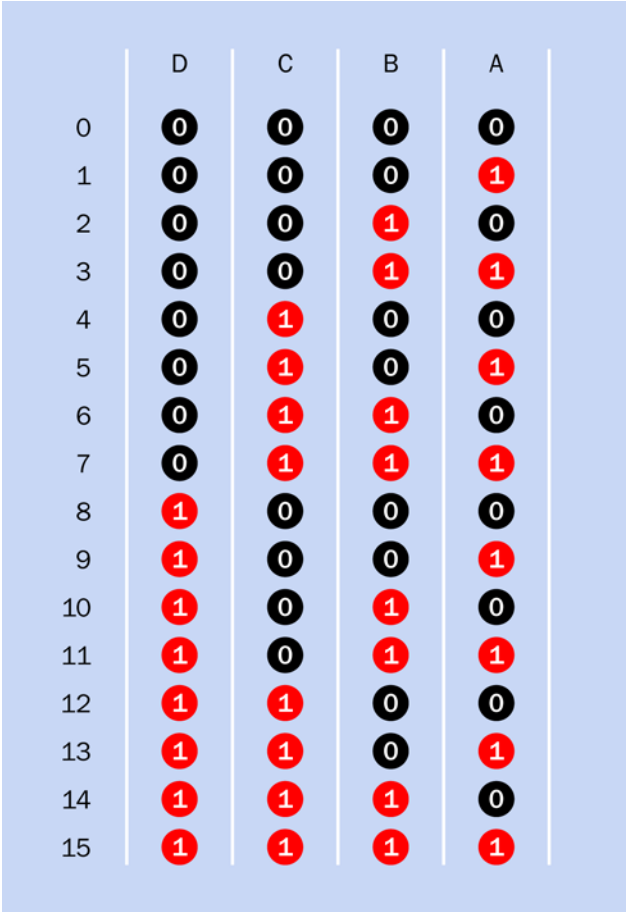 D C B A
0 0 0 0 0
1 0 0 0 1
2 0 0 1 0
3 0 0 1 1
4 0 1 0 0
5 0 1 0 1
6 0 1 1 0
7 0 1 1 1
8 1 0 0 0
9 1 0 0 1
10 1 0 1 0
11 1 0 1 1
12 1 1 0 0
13 1 1 0 1
14 1 1 1 0
15 1 1 1 1